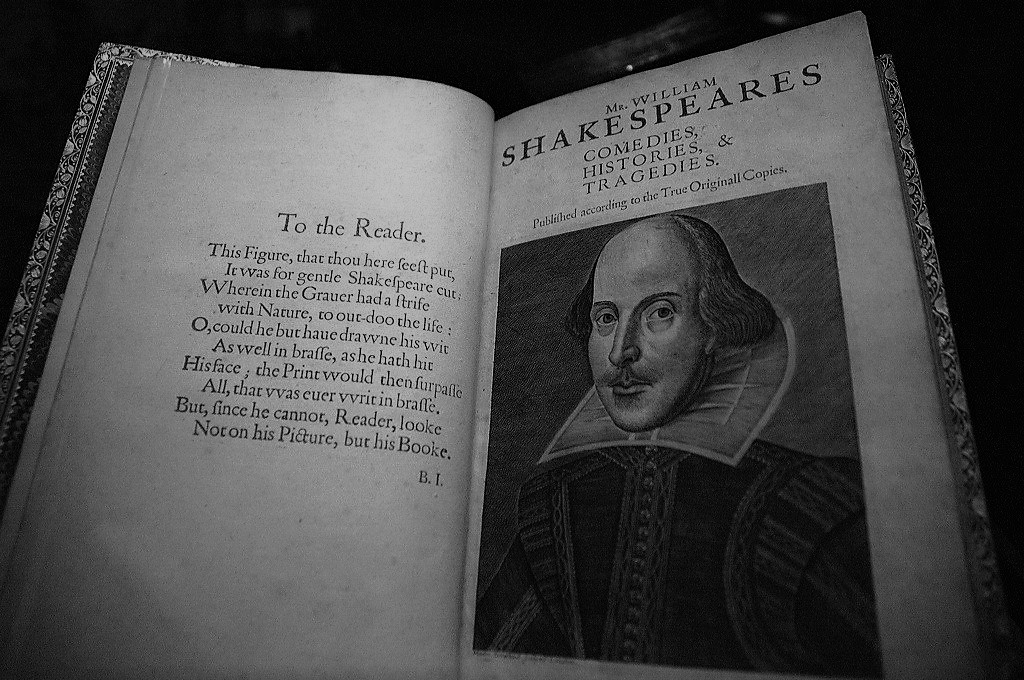 To the Reader.
This Figure, that thou here ſeeſt put,
It was for gentle Shakeſpeare cut;
Wherein the Grauer had a ſtrife
with Nature, to out-doo the life :
O, could he but haue dravvne his vvit
As well in braſſe, as he hath hit
His face ; the Print would then ſurpaſſe
All, that vvas euer vvrit in braſſe.
But, ſince he cannot, Reader, looke
Not on his Picture, but his Booke.
B. I.
Mr. WILLIAM
SHAKESPEARES
COMEDIES,
HISTORIES, &
TRAGEDIES.
Publiſhed according to the True Originall Copies.